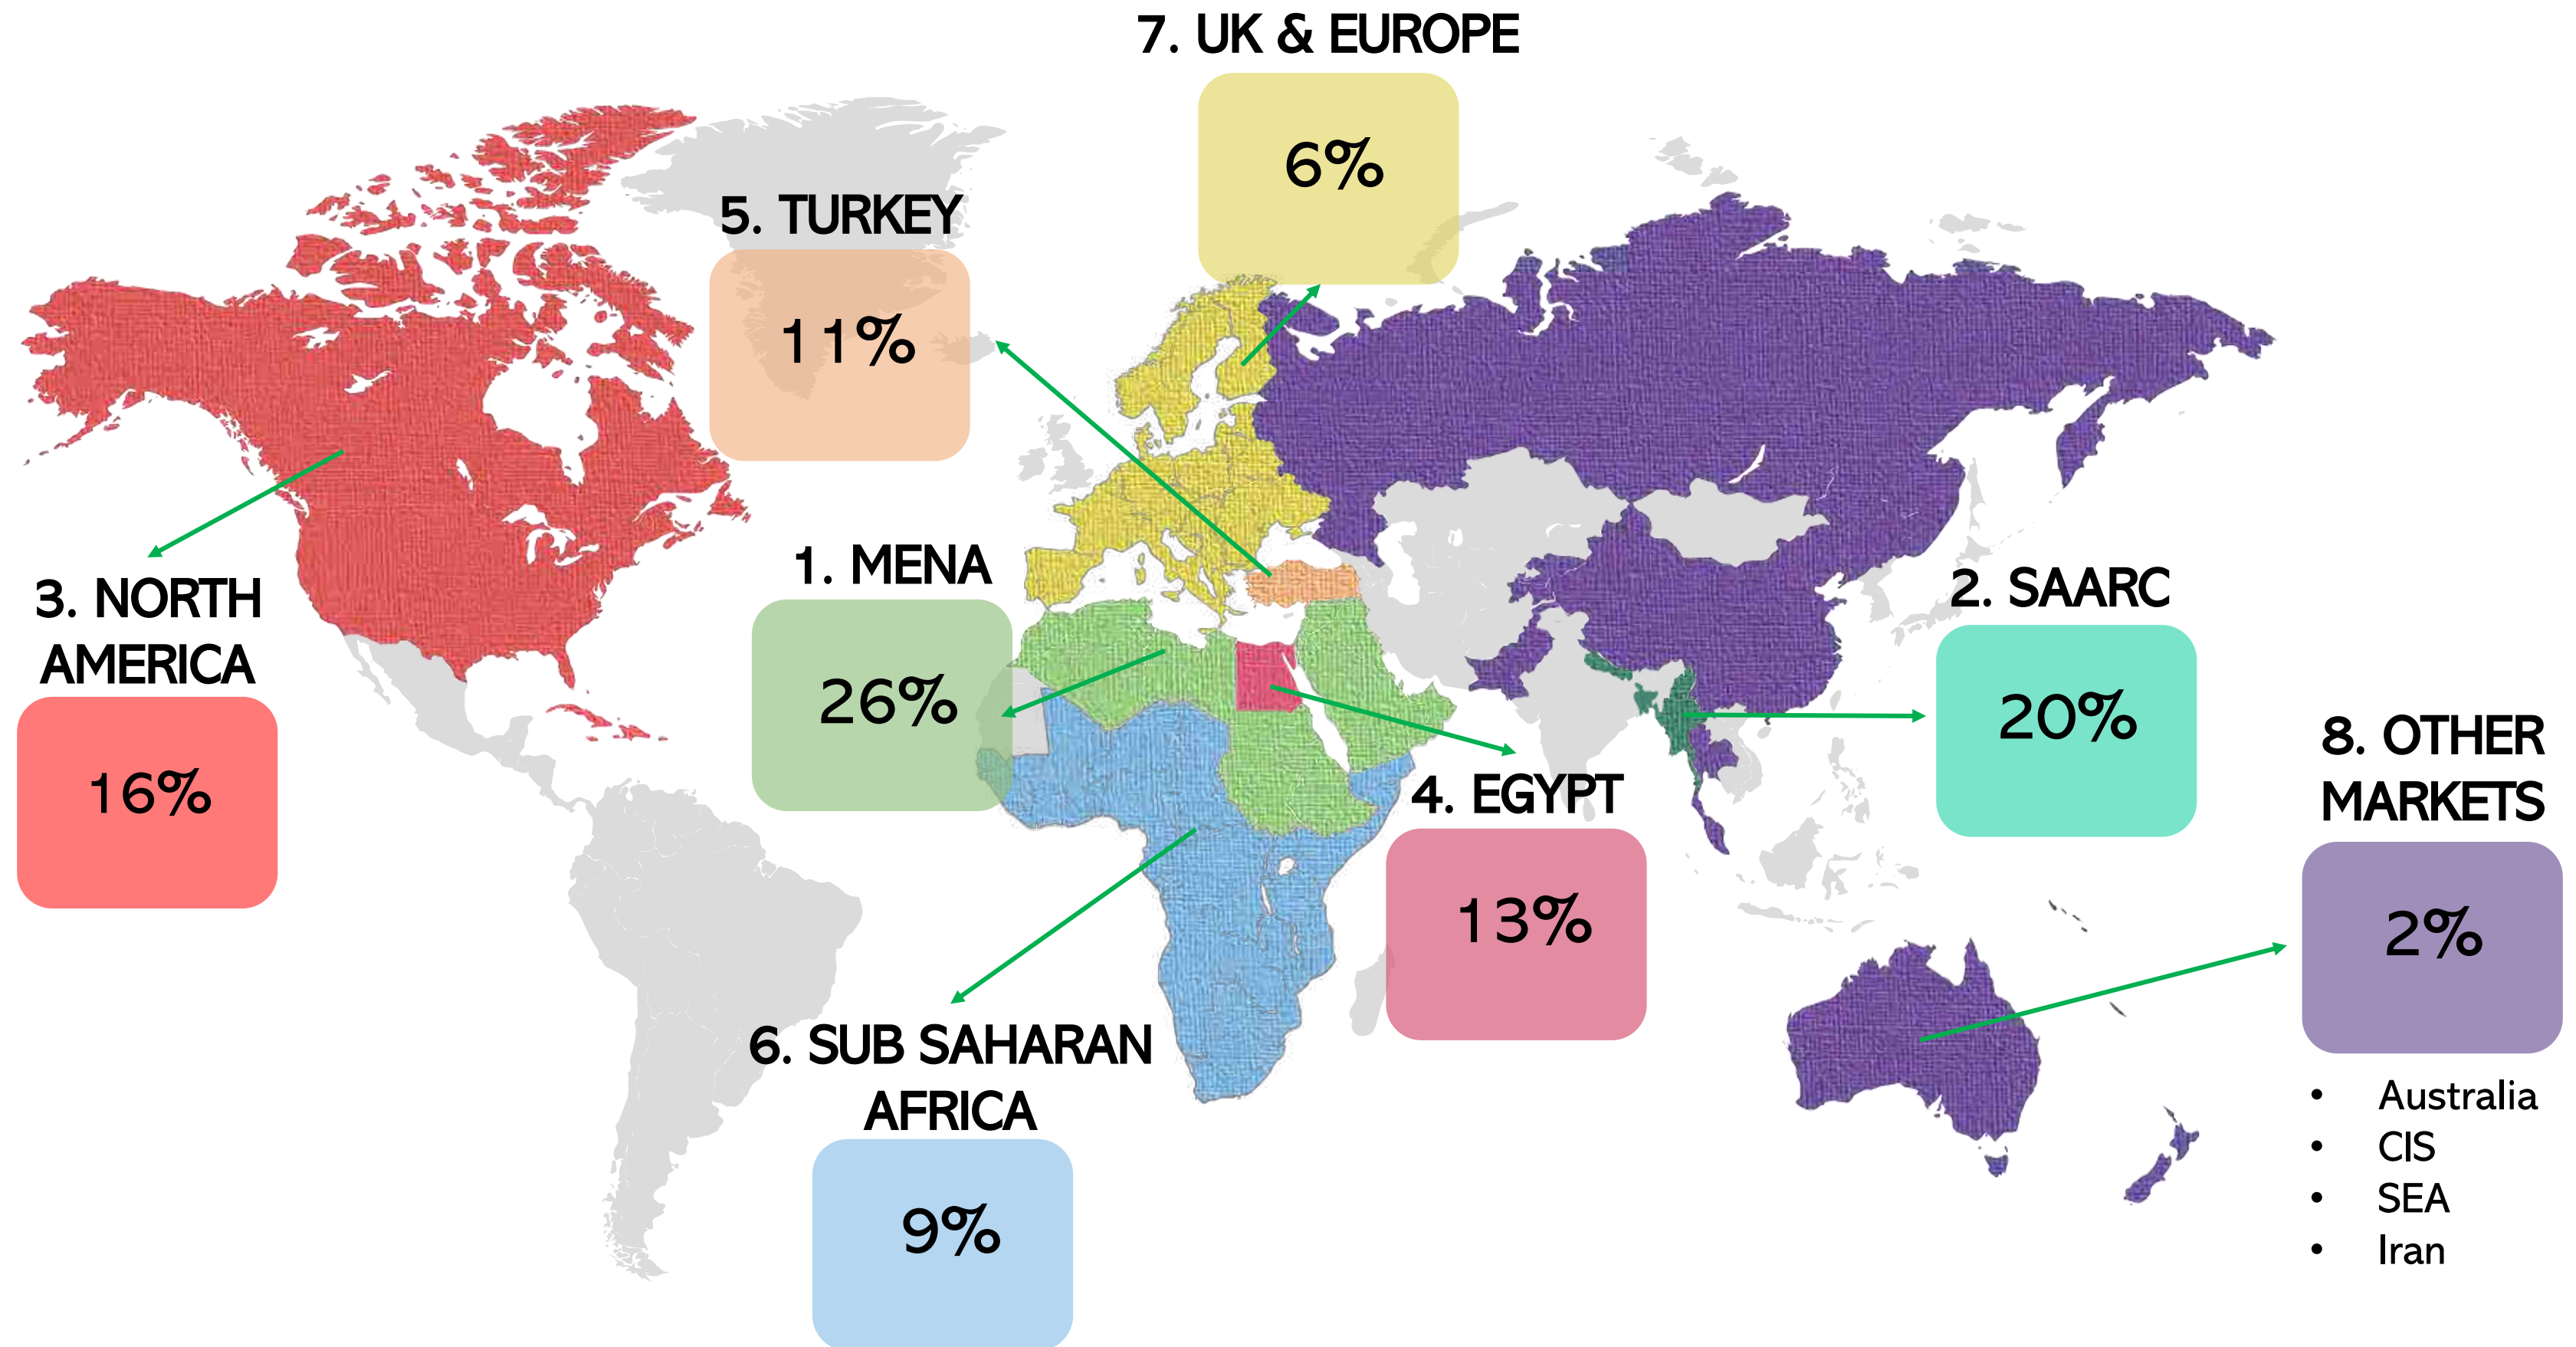 7. UK & EUROPE
6%
5. TURKEY
11%
1. MENA
26%
3. NORTH
AMERICA
16%
2. SAARC
20%
4. EGYPT
13%
8. OTHER
MARKETS
2%
• Australia
• CIS
• SEA
• Iran
6. SUB SAHARAN
AFRICA
9%